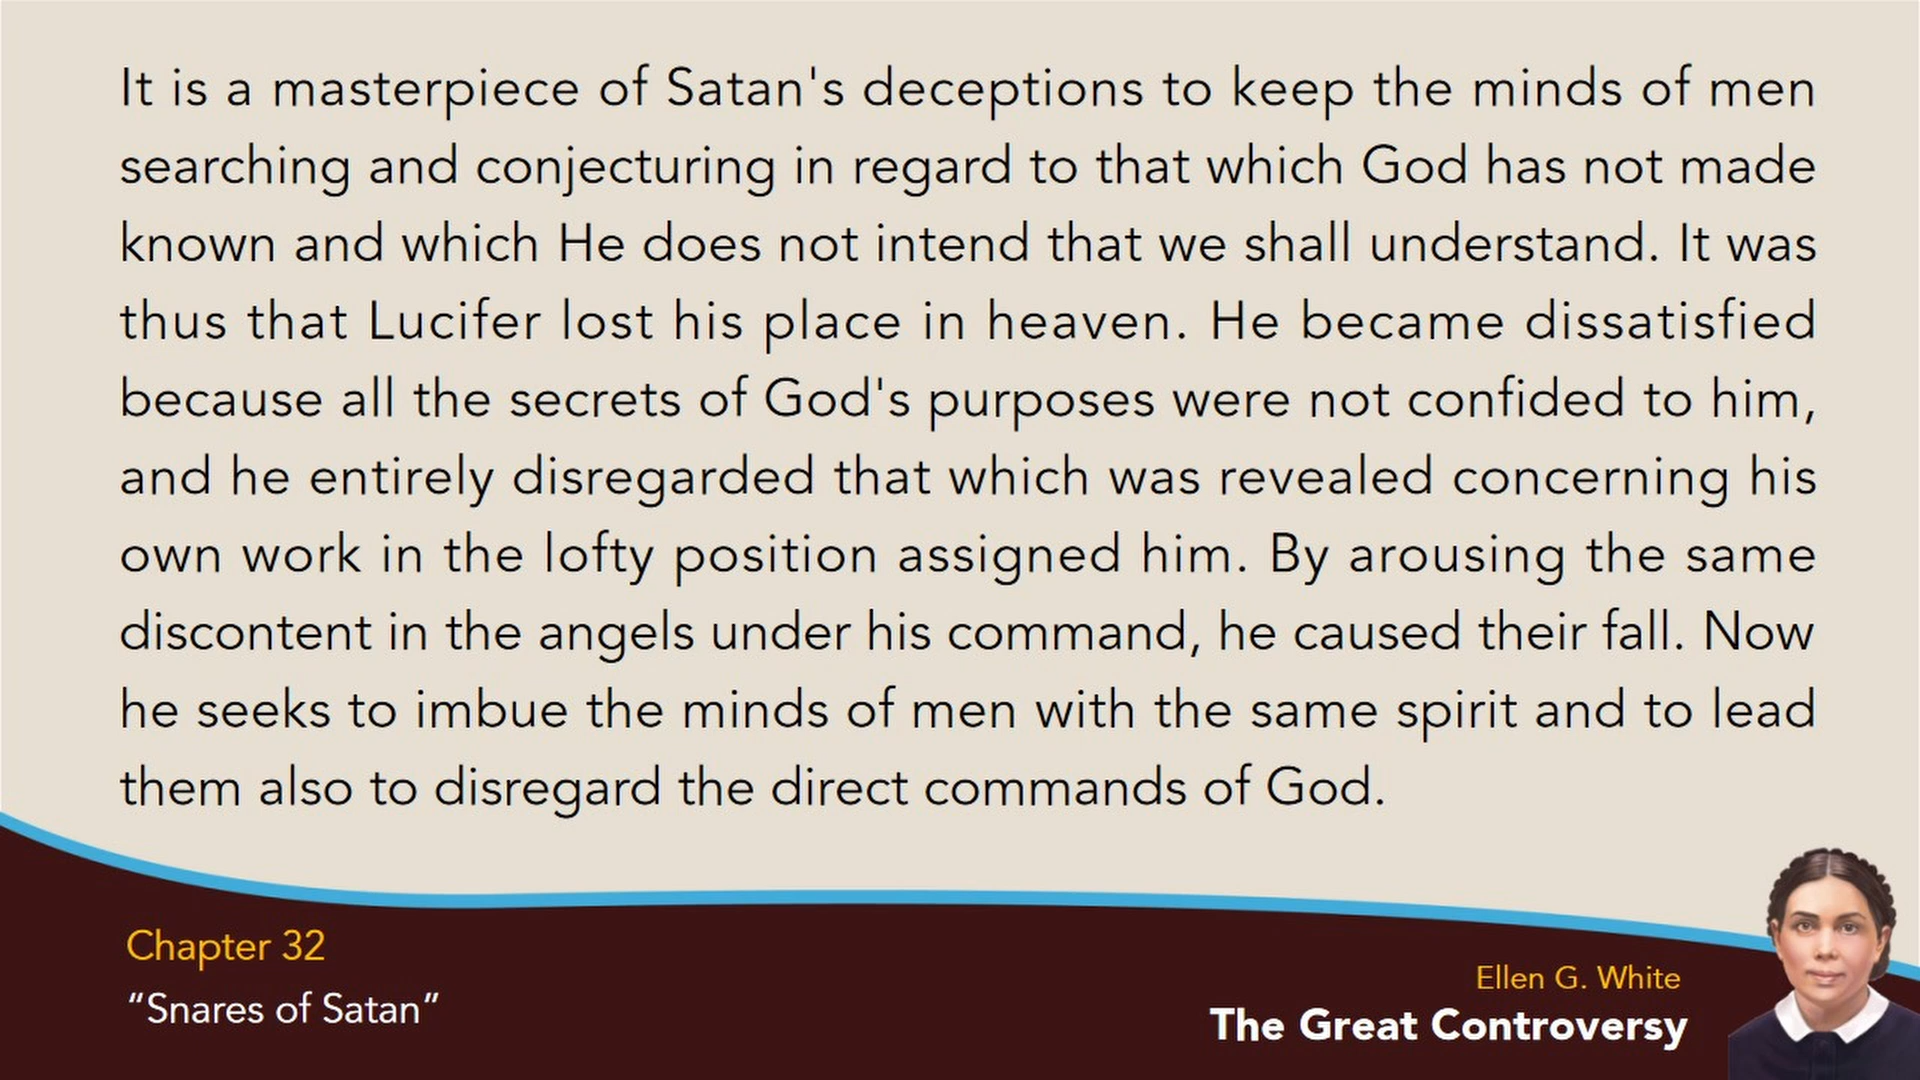 It is a masterpiece of Satan's deceptions to keep the minds of men
searching and conjecturing in regard to that which God has not made
known and which He does not intend that we shall understand. It was
thus that Lucifer lost his place in heaven. He became dissatisfied
because all the secrets of God's purposes were not confided to him,
and he entirely disregarded that which was revealed concerning his
own work in the lofty position assigned him. By arousing the same
discontent in the angels under his command, he caused their fall. Now
he seeks to imbue the minds of men with the same spirit and to lead
them also to disregard the direct commands of God.
Chapter 32
“Snares of Satan”
Ellen G. White
The Great Controversy